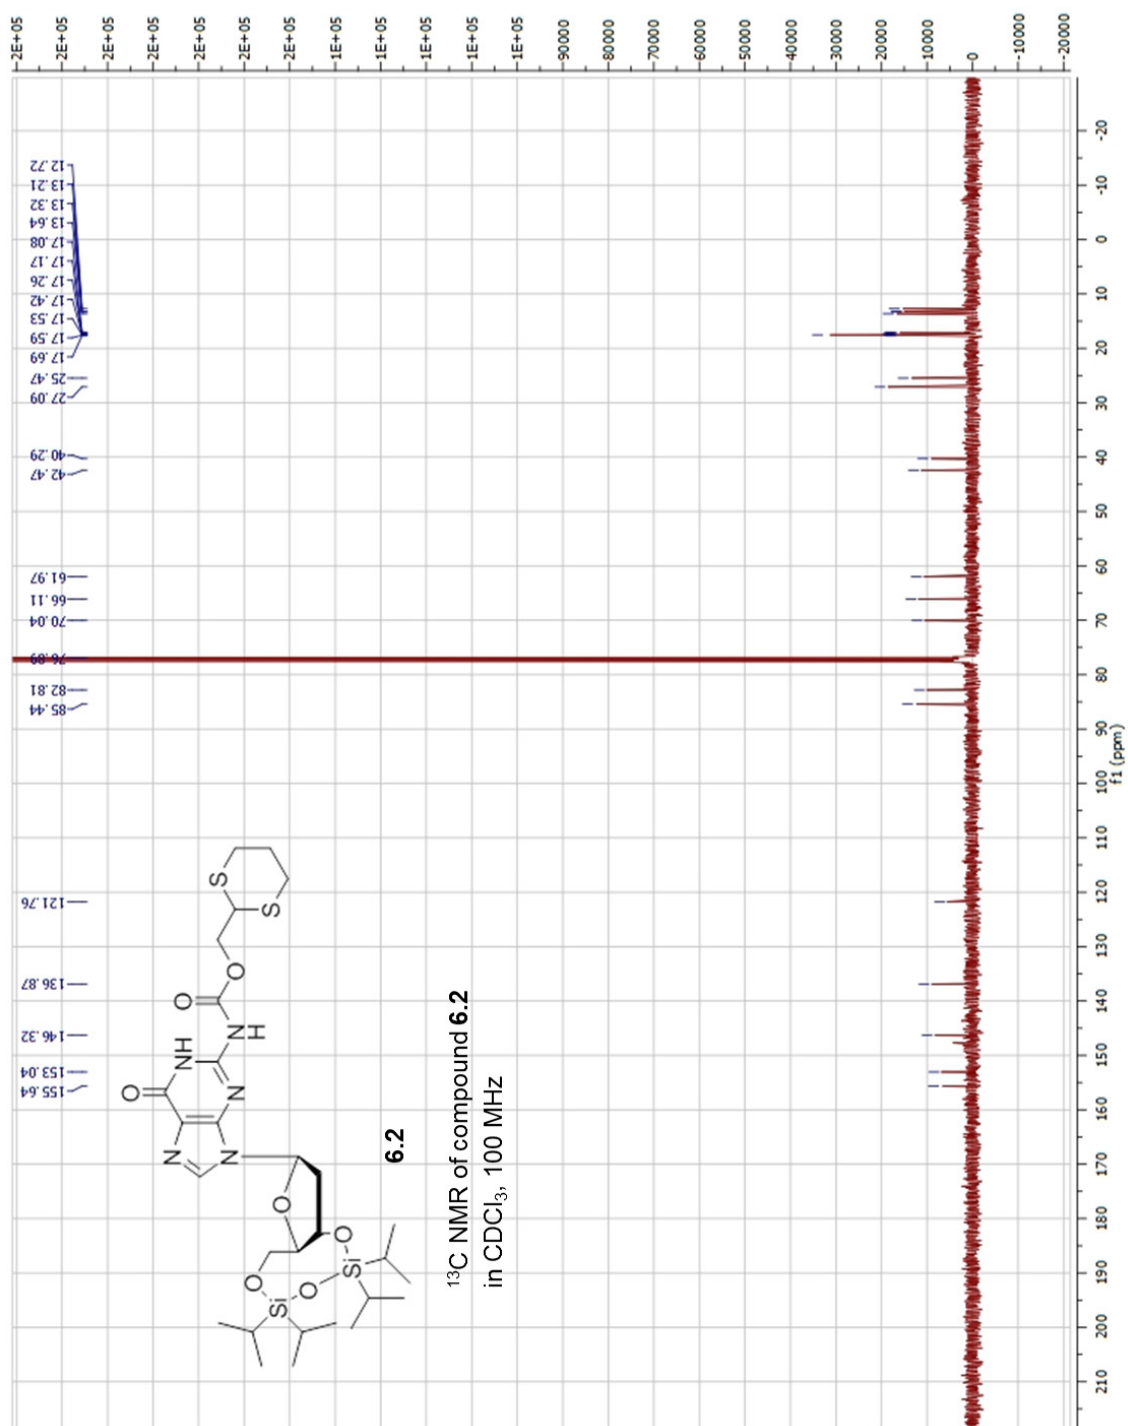 2E+05
2E+05
2E+05
2E+05
2E+05
2E+05
2E+05
1E+05
1E+05
1E+05
1E+05
1E+05
90000
80000
70000
60000
50000
40000
30000
20000
10000
0
-10000
-20000
12.72
13.21
13.32
13.64
17.08
17.17
17.26
17.42
17.53
17.59
17.69
25.47
27.09
40.29
42.47
61.97
66.11
70.04
76.89
82.81
85.44
121.76
136.87
146.32
153.04
155.64
-20
-10
0
10
20
30
40
50
60
70
80
90
100
110
120
130
140
150
160
170
180
190
200
210
f1 (ppm)
O
N
NH
O
S
N
N
N
H
O
S
O
O
Si
O
Si
O
6.2
¹³C NMR of compound 6.2
in CDCl₃, 100 MHz